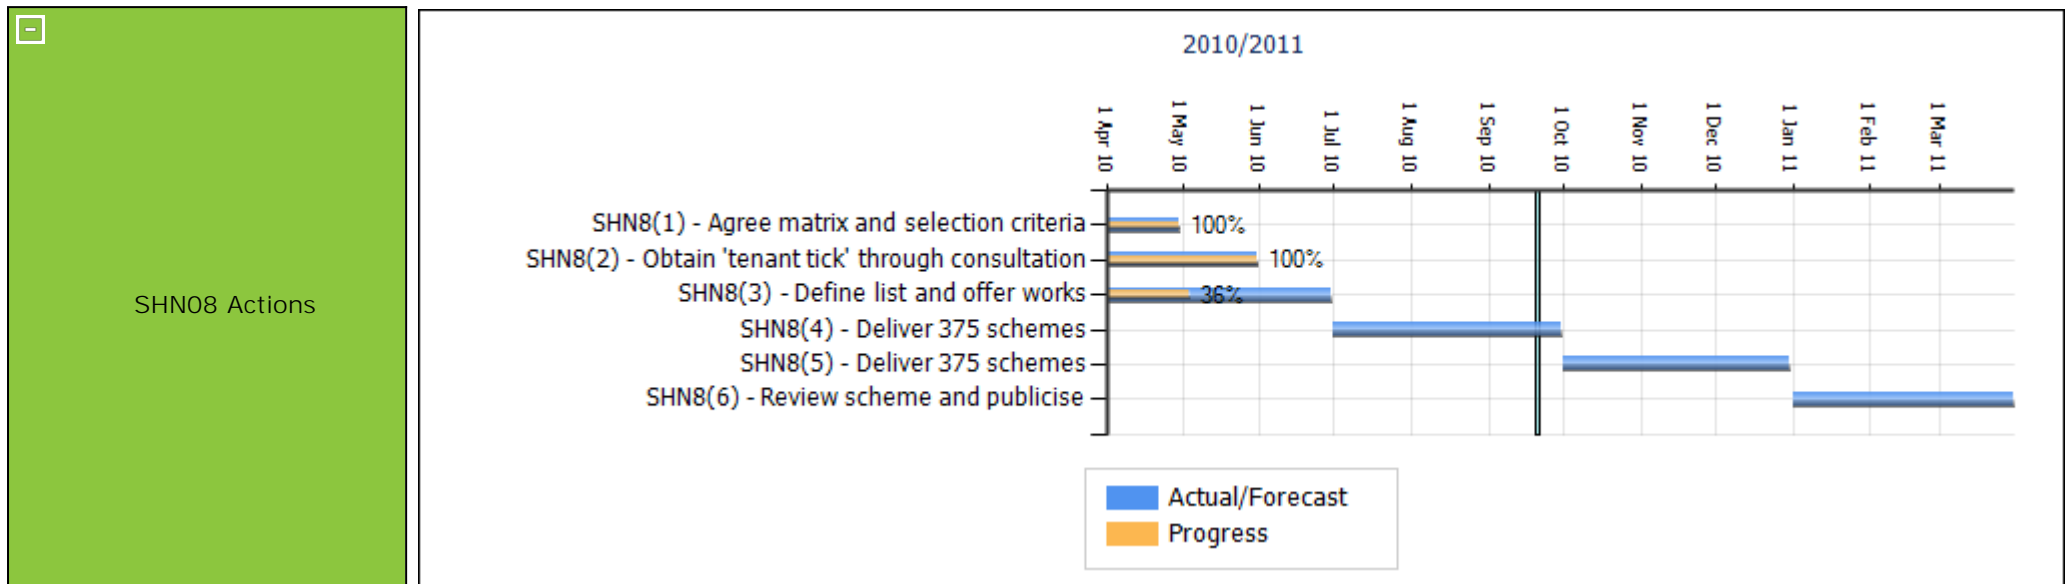 SHN08 Actions
2010/2011
1 Apr 10
1 May 10
1 Jun 10
1 Jul 10
1 Aug 10
1 Sep 10
1 Oct 10
1 Nov 10
1 Dec 10
1 Jan 11
1 Feb 11
1 Mar 11
SHN8(1) - Agree matrix and selection criteria 100%
SHN8(2) - Obtain 'tenant tick' through consultation 100%
SHN8(3) - Define list and offer works 36%
SHN8(4) - Deliver 375 schemes
SHN8(5) - Deliver 375 schemes
SHN8(6) - Review scheme and publicise
Actual/Forecast
Progress